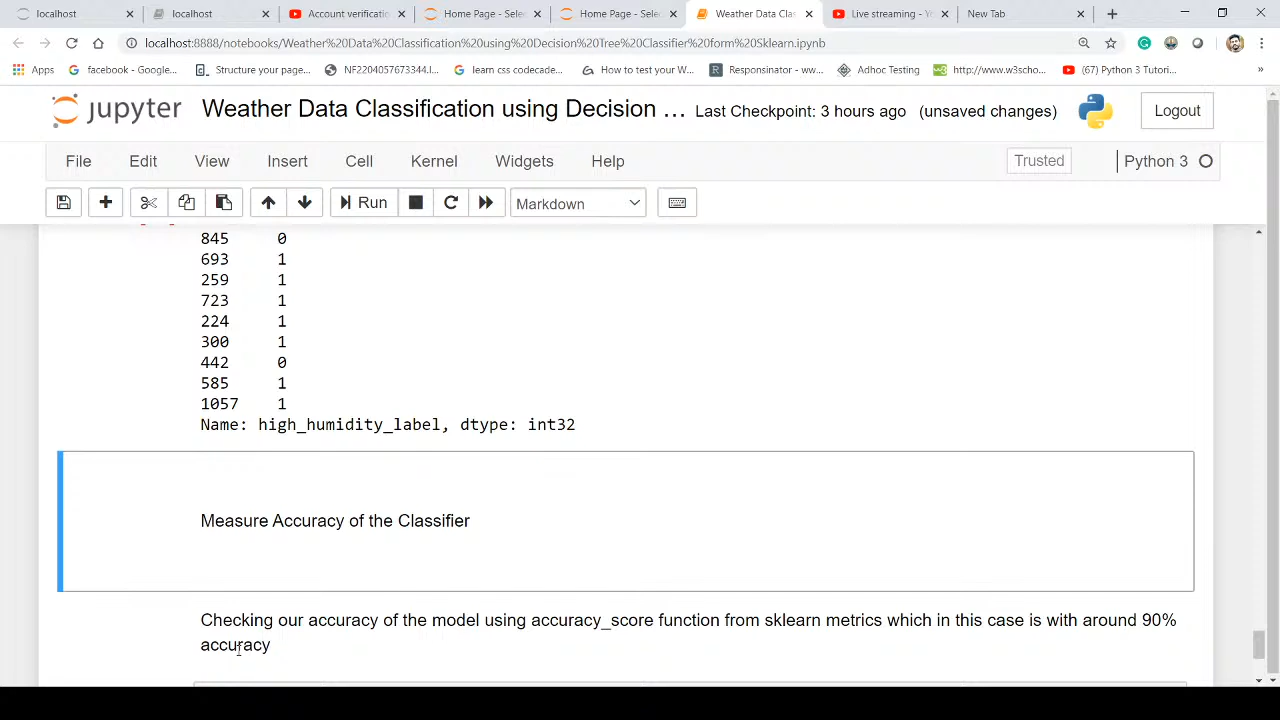 localhost
localhost
Account verificatio
Home Page - Selec
Home Page - Selec
Weather Data Clas
Live streaming - Yo
New Tab
localhost:8888/notebooks/Weather%20Data%20Classification%20using%20Decision%20Tree%20Classifier%20form%20Sklearn.ipynb
Apps
facebook - Google...
Structure your page...
NF2204057673344.I...
learn css codecade...
How to test your W...
Responsinator - ww...
Adhoc Testing
http://www.w3scho...
(67) Python 3 Tutori...
»
jupyter
Weather Data Classification using Decision ...
Last Checkpoint: 3 hours ago (unsaved changes)
Logout
File Edit View Insert Cell Kernel Widgets Help
Trusted
Python 3
Run
Markdown
845 0
693 1
259 1
723 1
224 1
300 1
442 0
585 1
1057 1
Name: high_humidity_label, dtype: int32
Measure Accuracy of the Classifier
Checking our accuracy of the model using accuracy_score function from sklearn metrics which in this case is with around 90%
accuracy